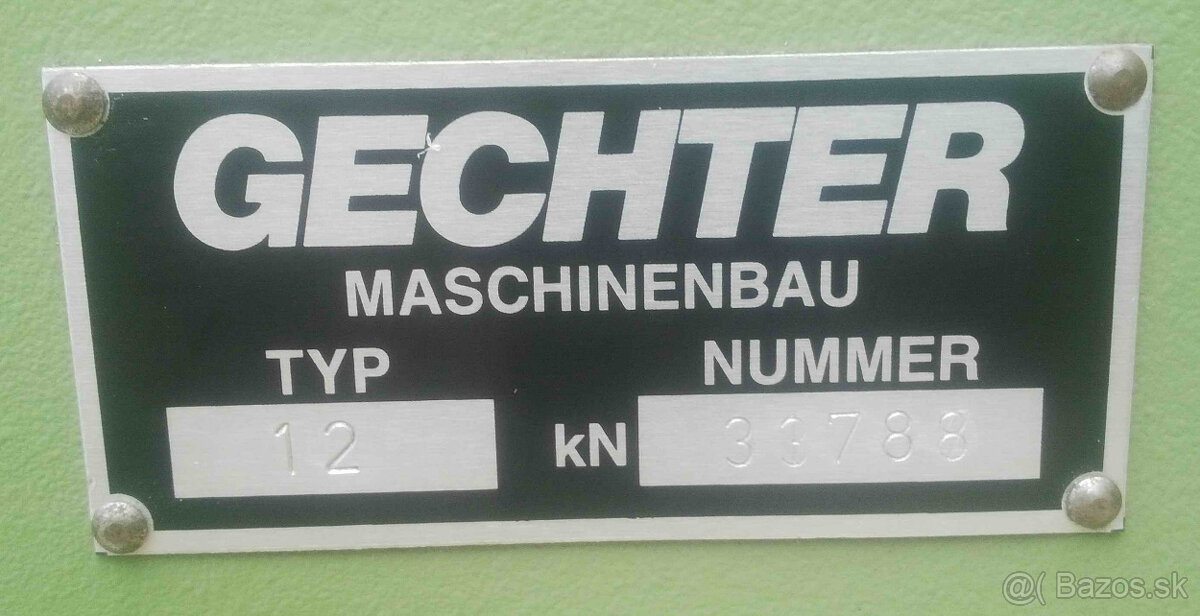 GECHTER
MASCHINENBAU
TYP NUMMER
12 kN 33788
@( Bazos.sk